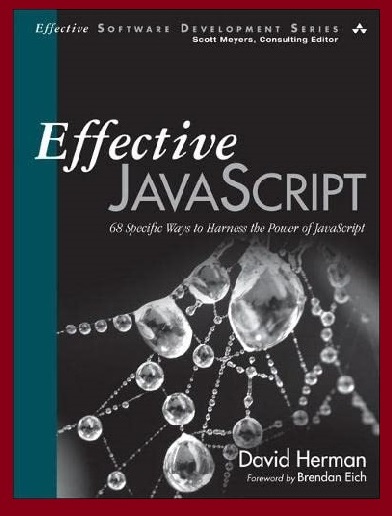 Effective Software Development Series
Scott Meyers, Consulting Editor
Effective
JavaScript
68 Specific Ways to Harness the Power of JavaScript
David Herman
Foreword by Brendan Eich